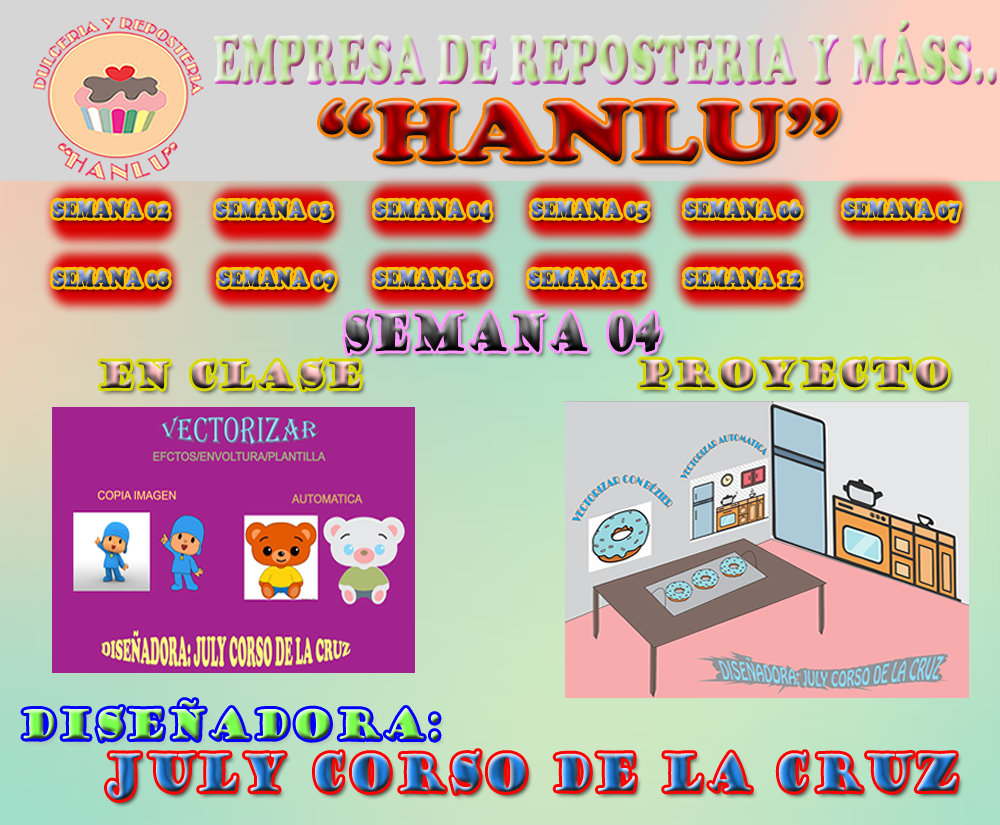 DULCERIA Y REPOSTERIA
"HANLU"
EMPRESA DE REPOSTERIA Y MÁSS..
“HANLU”
SEMANA 02
SEMANA 03
SEMANA 04
SEMANA 05
SEMANA 06
SEMANA 07
SEMANA 08
SEMANA 09
SEMANA 10
SEMANA 11
SEMANA 12
SEMANA 04
EN CLASE
VECTORIZAR
EFCTOS/ENVOLTURA/PLANTILLA
COPIA IMAGEN
AUTOMATICA
DISEÑADORA: JULY CORSO DE LA CRUZ
PROYECTO
VECTORIZAR CON BÉZIER
VECTORIZAR AUTOMATICA
DISEÑADORA: JULY CORSO DE LA CRUZ
DISEÑADORA:
JULY CORSO DE LA CRUZ